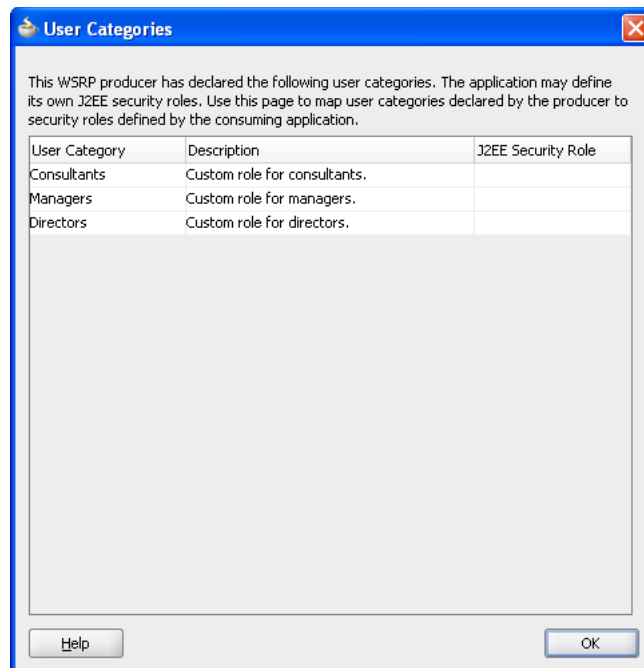 User Categories
This WSRP producer has declared the following user categories. The application may define
its own J2EE security roles. Use this page to map user categories declared by the producer to
security roles defined by the consuming application.
User Category Description J2EE Security Role
Consultants Custom role for consultants.
Managers Custom role for managers.
Directors Custom role for directors.
Help OK